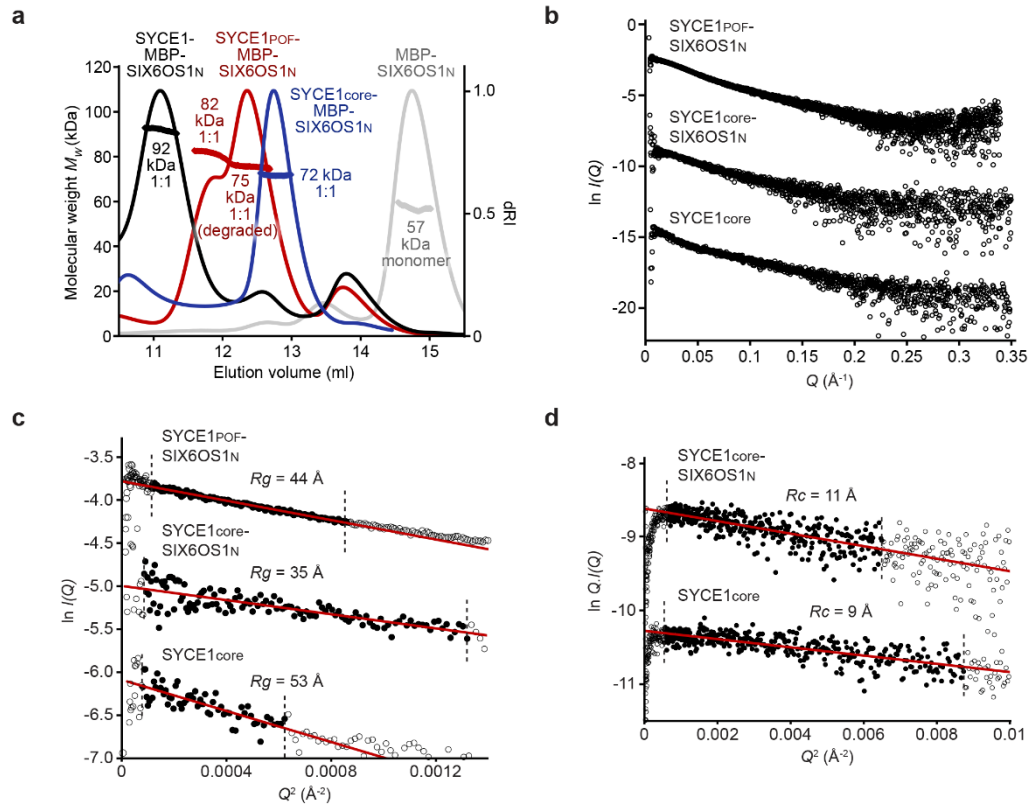 a
SYCE1-
MBP-
SIX6OS1N
SYCE1POF-
MBP-
SIX6OS1N
MBP-
SIX6OS1N
SYCE1core-
MBP-
SIX6OS1N
120
100
80
60
40
20
0
Molecular weight Mw (kDa)
92
kDa
1:1
82
kDa
1:1
75
kDa
1:1
(degraded)
72 kDa
1:1
57
kDa
monomer
1.0
0.5
0
dRI
11
12
13
14
15
Elution volume (ml)
b
SYCE1POF-
SIX6OS1N
SYCE1core-
SIX6OS1N
SYCE1core
0
-5
-10
-15
-20
ln I(Q)
0
0.05
0.1
0.15
0.2
0.25
0.3
0.35
Q (Å-1)
c
SYCE1POF-
SIX6OS1N
Rg = 44 Å
SYCE1core-
SIX6OS1N
Rg = 35 Å
SYCE1core
Rg = 53 Å
-3.5
-4.0
-4.5
-5.0
-5.5
-6.0
-6.5
-7.0
ln I(Q)
0
0.0004
0.0008
0.0012
Q2 (Å-2)
d
SYCE1core-
SIX6OS1N
Rc = 11 Å
SYCE1core
Rc = 9 Å
-8
-9
-10
-11
ln Q.I(Q)
0
0.002
0.004
0.006
0.008
0.01
Q2 (Å-2)